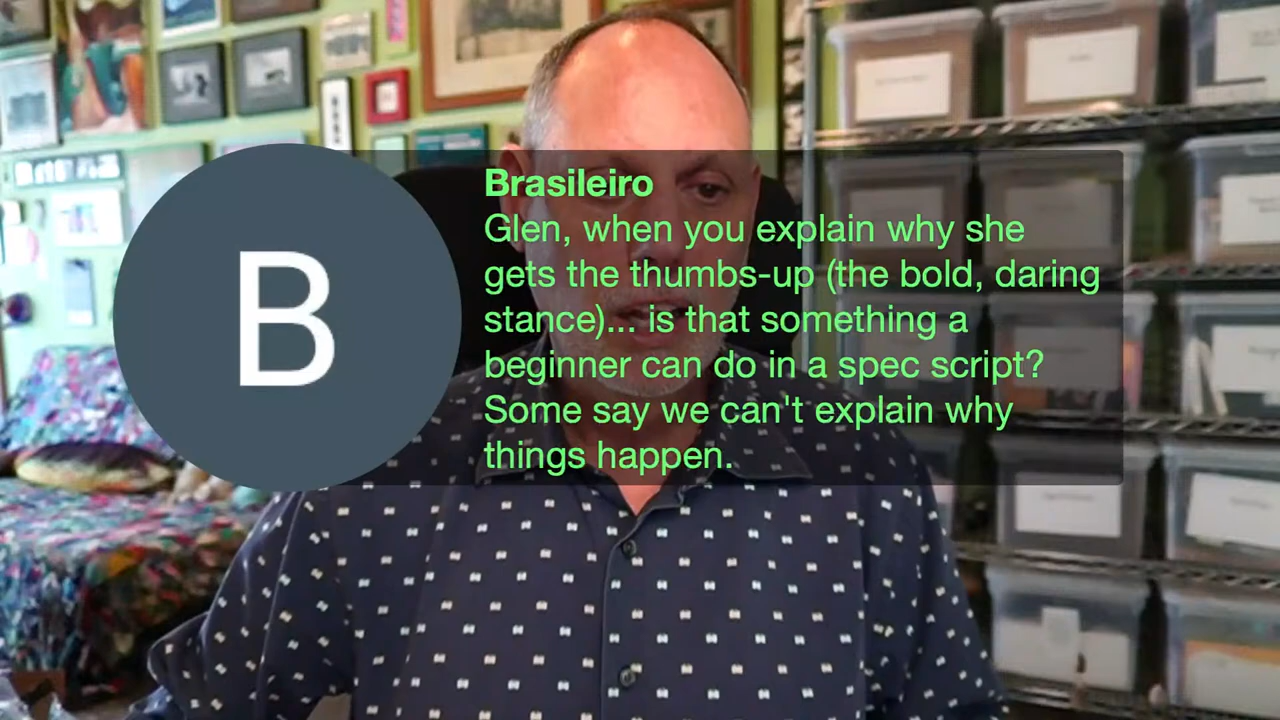 B
Brasileiro
Glen, when you explain why she
gets the thumbs-up (the bold, daring
stance)... is that something a
beginner can do in a spec script?
Some say we can't explain why
things happen.